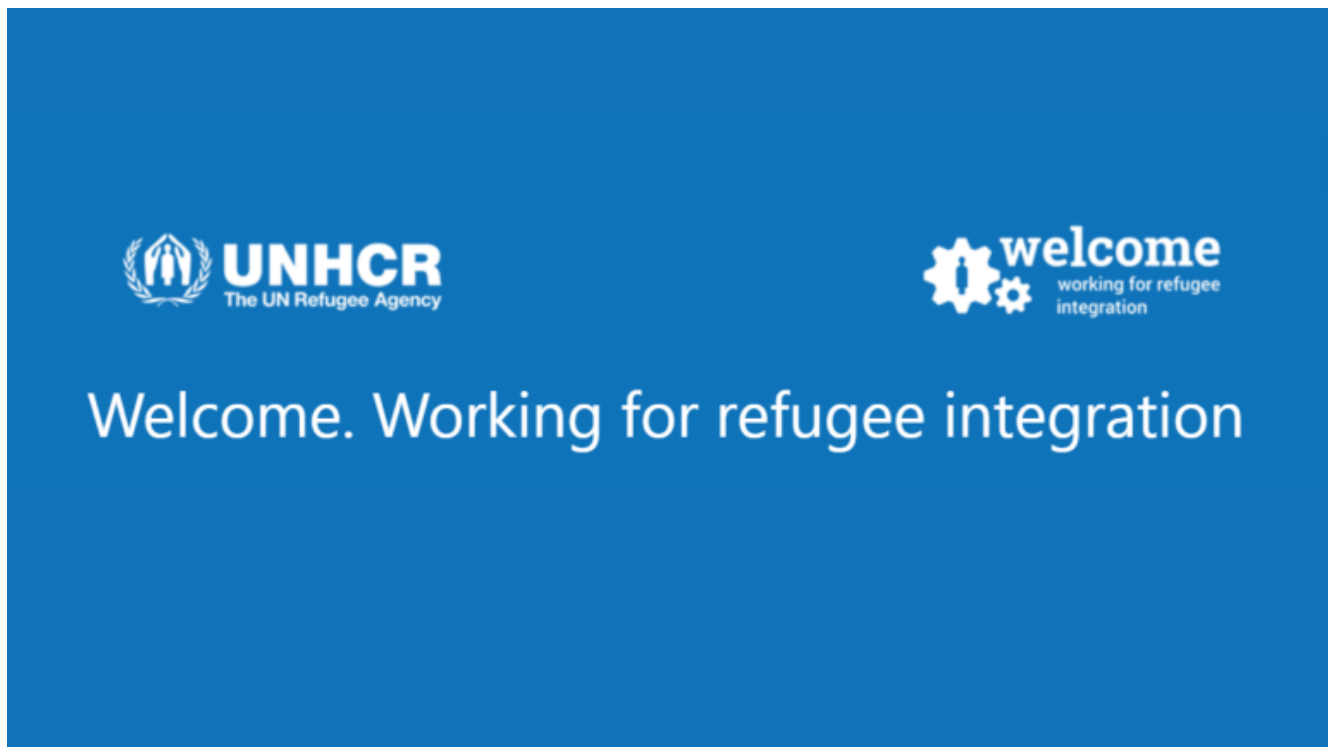 UNHCR
The UN Refugee Agency
welcome
working for refugee
integration
Welcome. Working for refugee integration